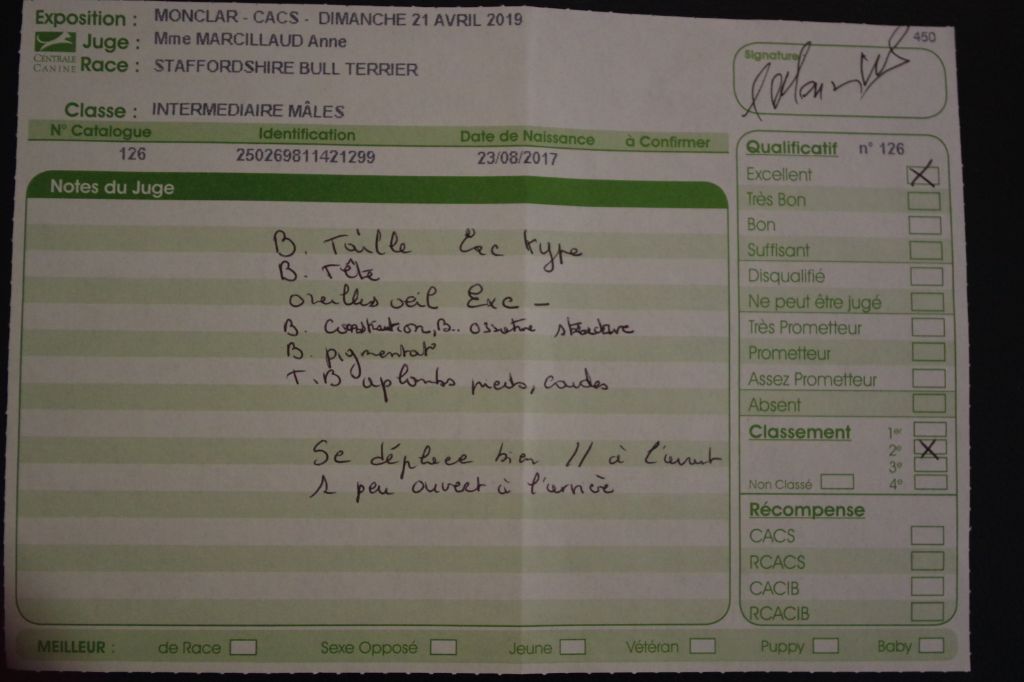 Exposition : MONCLAR - CACS - DIMANCHE 21 AVRIL 2019
Juge : Mme MARCILLAUD Anne
CENTRALE CANINE
Race : STAFFORDSHIRE BULL TERRIER
Classe : INTERMEDIAIRE MÂLES
450
Signature
N° Catalogue Identification Date de Naissance à Confirmer
126 250269811421299 23/08/2017
Notes du Juge
B. Taille Exc type
B. Tête
oreilles oeil Exc -
B. Construction, B. ossature
B. pigmentat°
T.B aplombs pieds, coudes
Se déplace bien // à l'avant
1 peu ouvert à l'arrière
Qualificatif n° 126
Excellent X
Très Bon
Bon
Suffisant
Disqualifié
Ne peut être jugé
Très Prometteur
Prometteur
Assez Prometteur
Absent
Classement
1er
2e X
3e
Non Classé 4e
Récompense
CACS
RCACS
CACIB
RCACIB
MEILLEUR : de Race Sexe Opposé Jeune Vétéran Puppy Baby